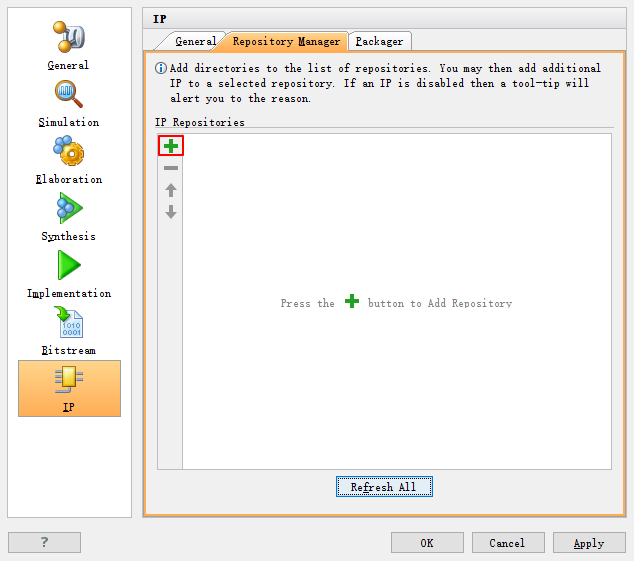 IP
General
Repository Manager
Packager
General
Simulation
Elaboration
Synthesis
Implementation
1010
0001
Bitstream
IP
Add directories to the list of repositories. You may then add additional
IP to a selected repository. If an IP is disabled then a tool-tip will
alert you to the reason.
IP Repositories
Press the + button to Add Repository
Refresh All
?
OK
Cancel
Apply